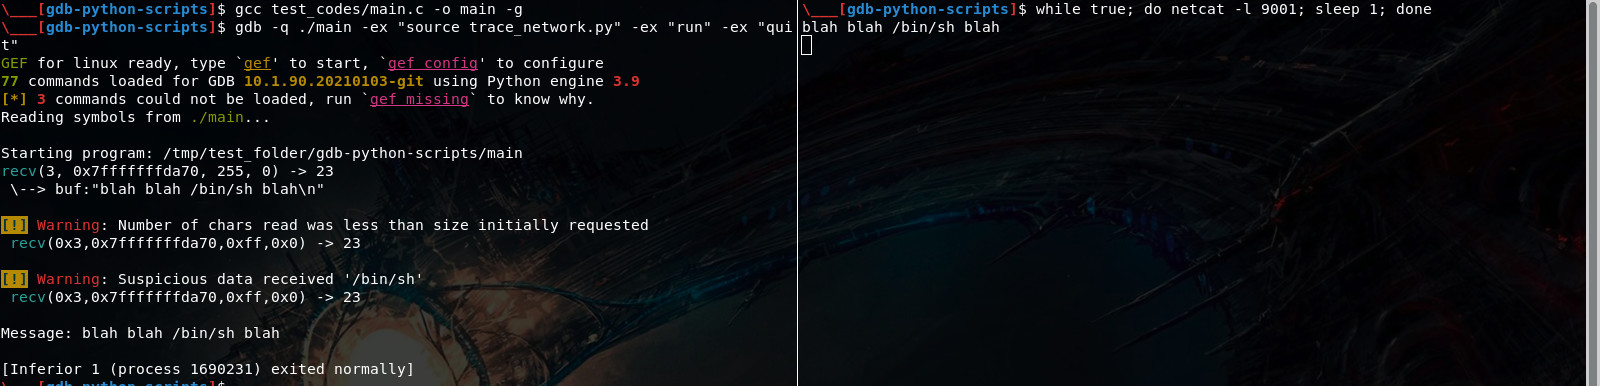 \___[gdb-python-scripts]$ gcc test_codes/main.c -o main -g
\___[gdb-python-scripts]$ gdb -q ./main -ex "source trace_network.py" -ex "run" -ex "qui
t"
GEF for linux ready, type `gef' to start, `gef config' to configure
77 commands loaded for GDB 10.1.90.20210103-git using Python engine 3.9
[*] 3 commands could not be loaded, run `gef missing` to know why.
Reading symbols from ./main...
Starting program: /tmp/test_folder/gdb-python-scripts/main
recv(3, 0x7fffffffda70, 255, 0) -> 23
\--> buf:"blah blah /bin/sh blah\n"
[!] Warning: Number of chars read was less than size initially requested
recv(0x3,0x7fffffffda70,0xff,0x0) -> 23
[!] Warning: Suspicious data received '/bin/sh'
recv(0x3,0x7fffffffda70,0xff,0x0) -> 23
Message: blah blah /bin/sh blah
[Inferior 1 (process 1690231) exited normally]
\___[gdb-python-scripts]$
\___[gdb-python-scripts]$ while true; do netcat -l 9001; sleep 1; done
blah blah /bin/sh blah